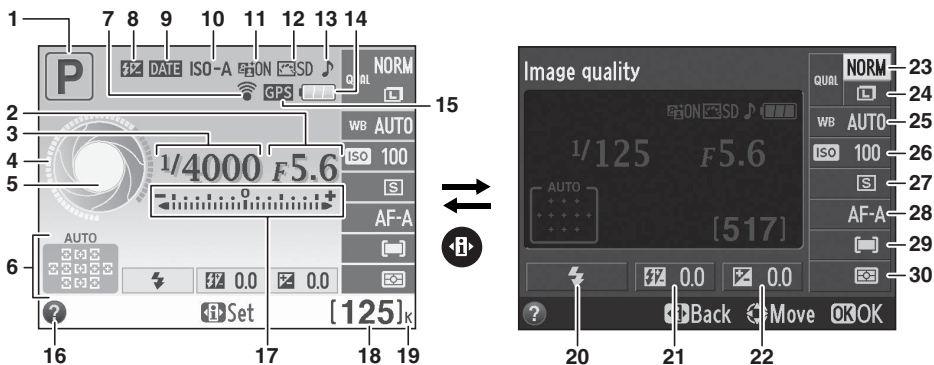 7 8 9 10 11 12 13 14
1
P
DATE ISO-A ON SD
GPS
15
QUAL NORM
L
2
3
4
5
6
1/4000 F5.6
WB AUTO
ISO 100
S
AF-A
AUTO
0.0 0.0
? i Set [125]K
16 17 18 19
i
Image quality
ON SD
QUAL NORM 23
L 24
WB AUTO 25
1/125 F5.6
ISO 100 26
S 27
AUTO
AF-A 28
[517]
29
0.0 0.0 30
? i Back Move OK OK
20 21 22